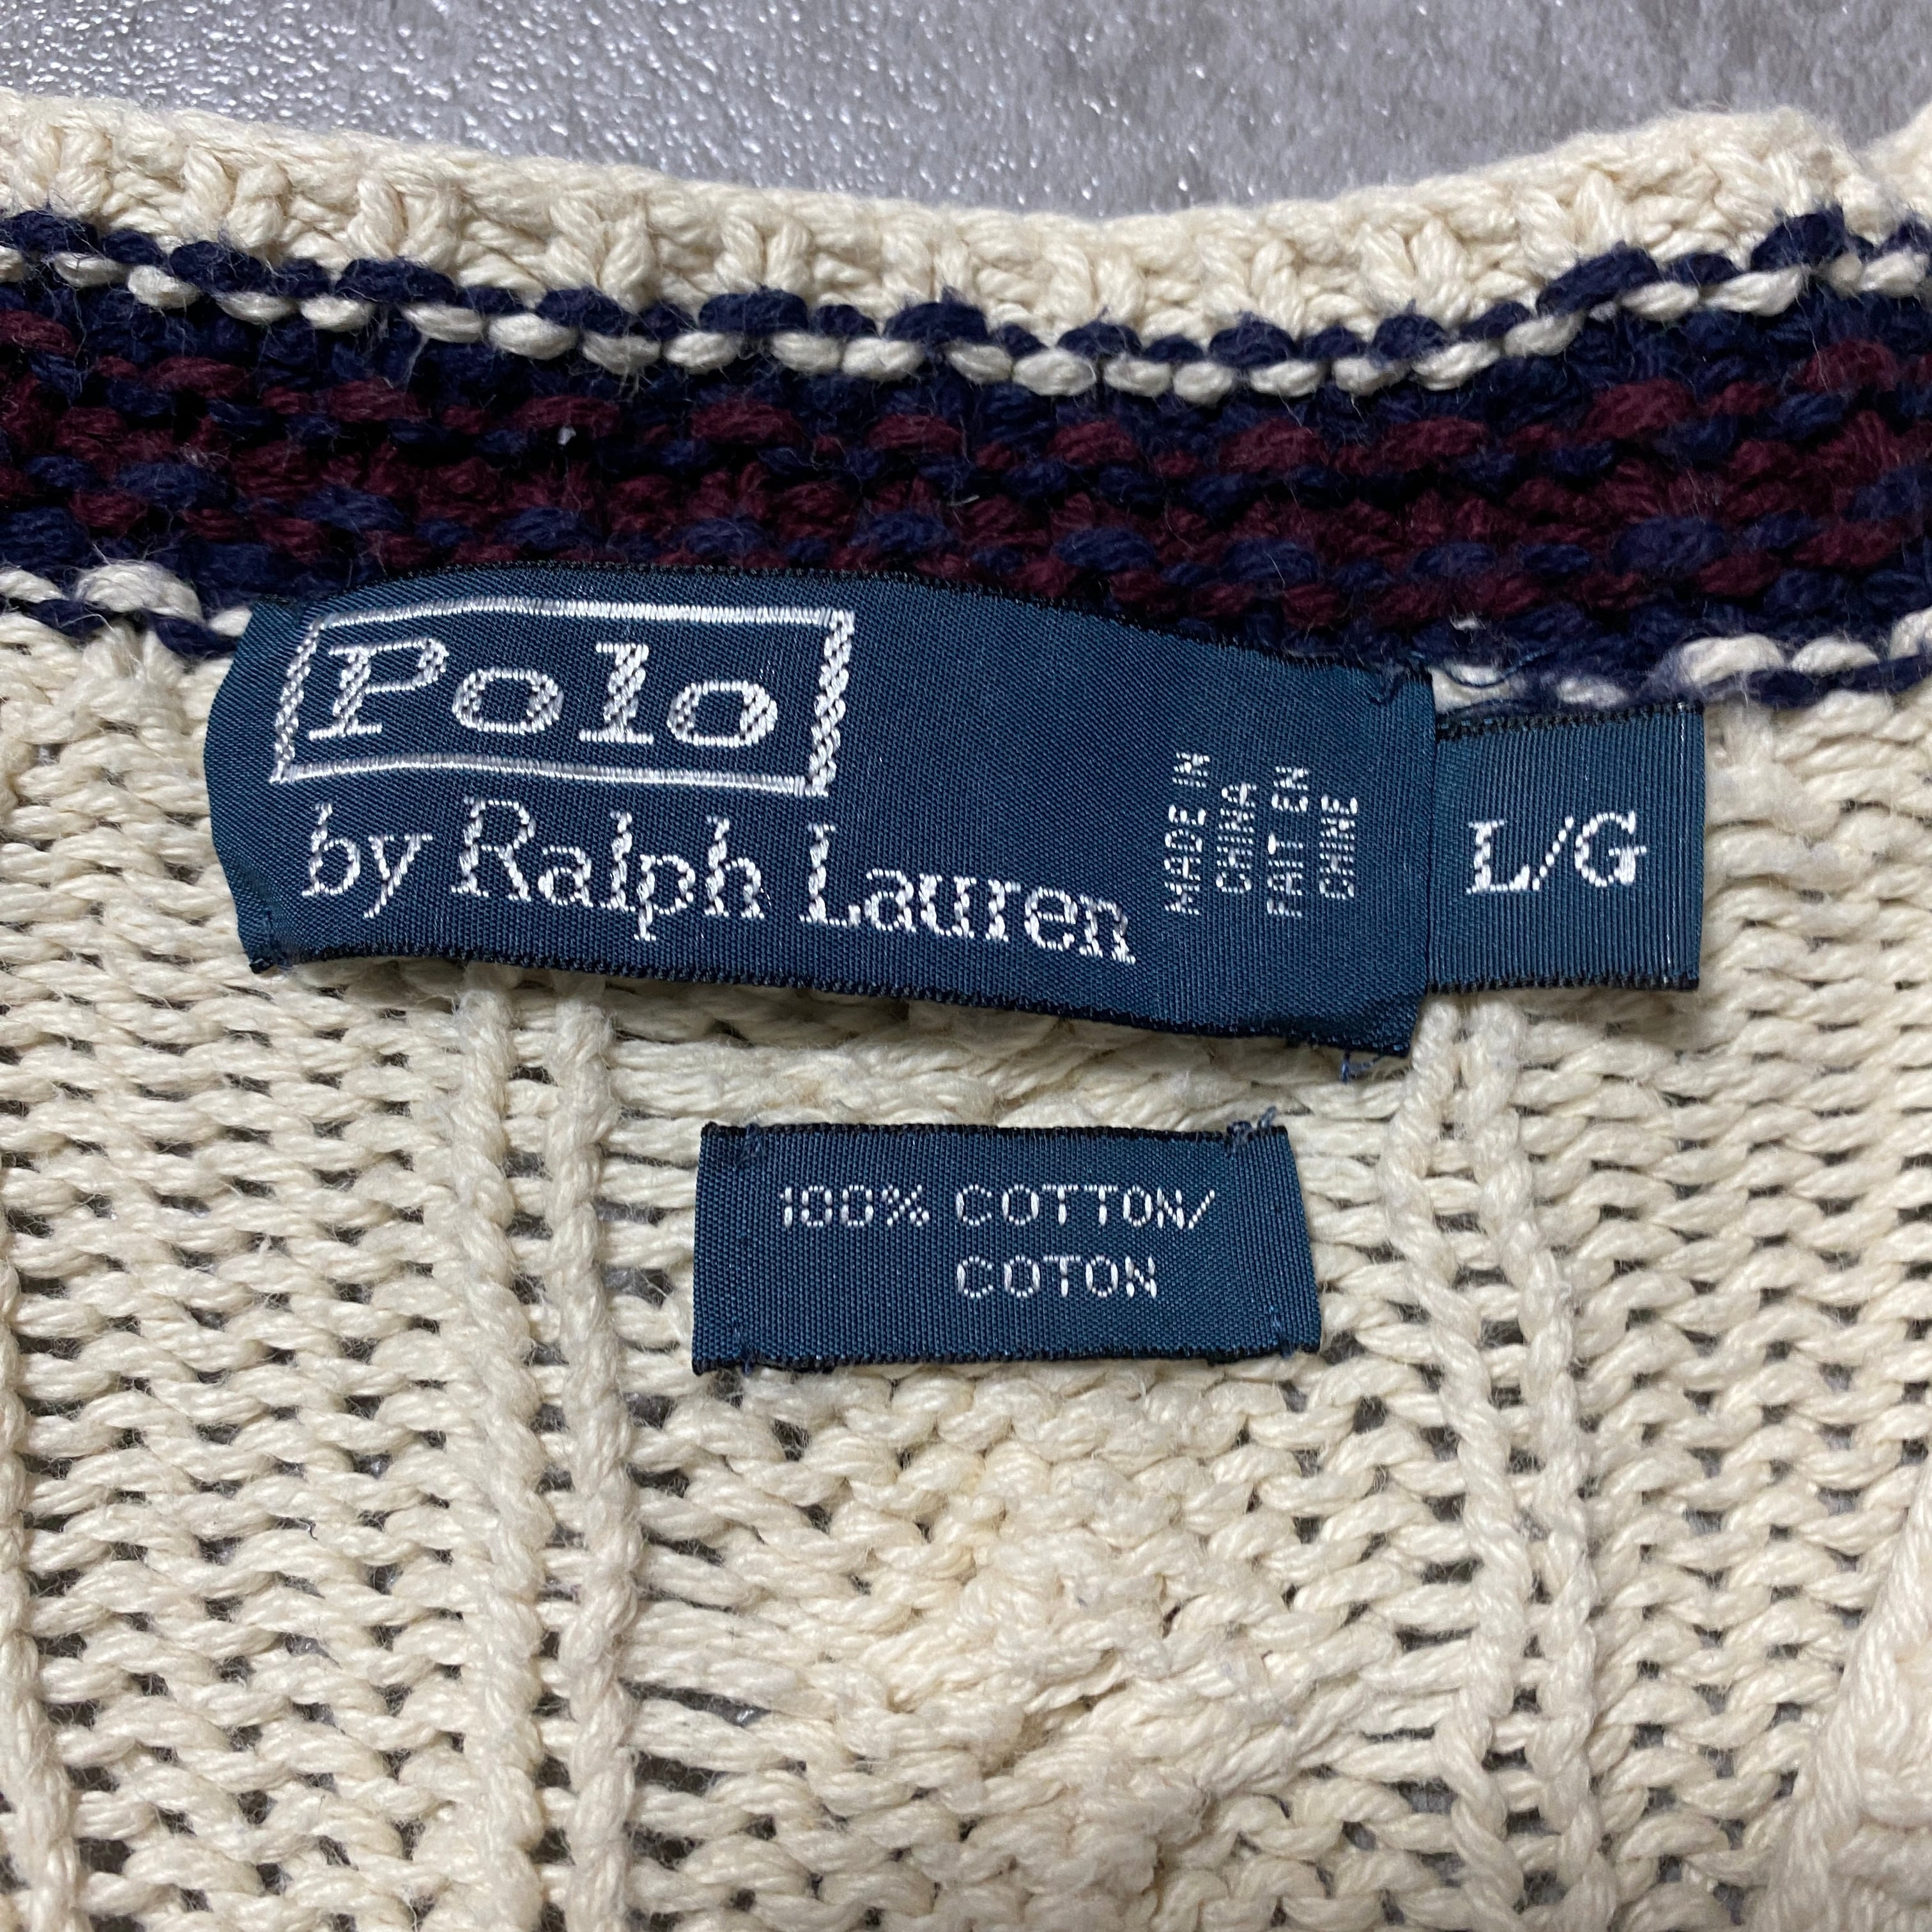 Polo
by Ralph Lauren
MADE IN
CHINA
FAIT EN
CHINE
L/G
100% COTTON/
COTON